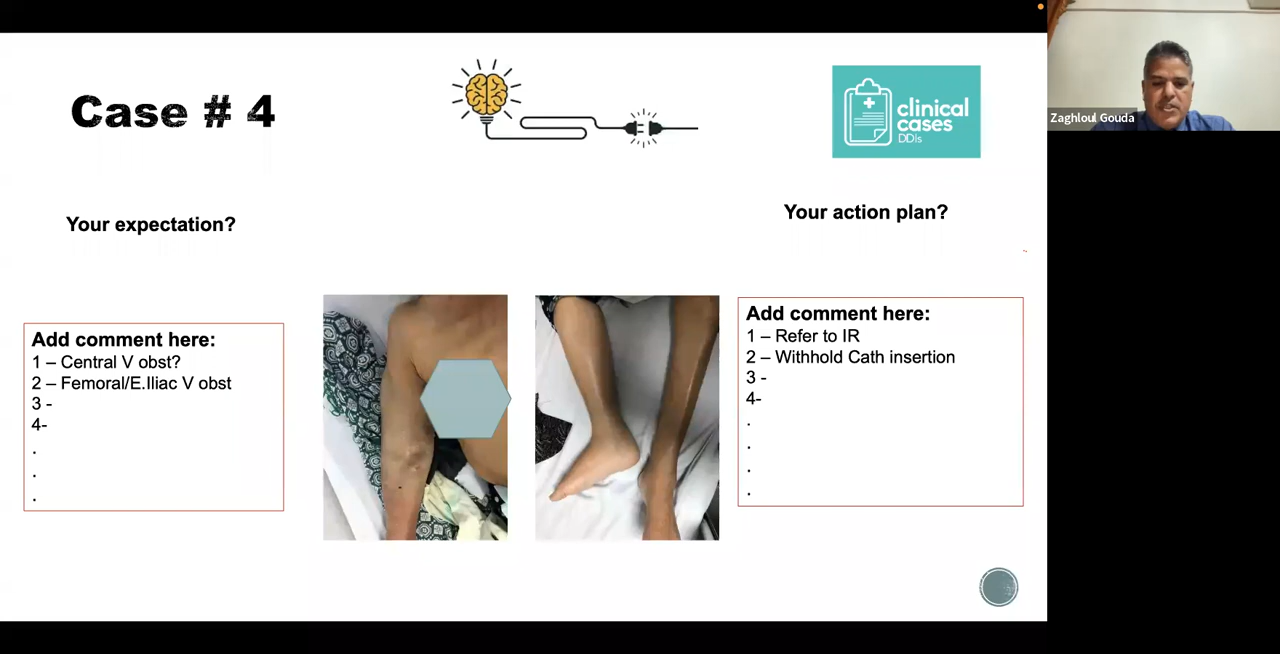 Case # 4
clinical
cases
DDIs
Zaghloul Gouda
Your expectation?
Your action plan?
Add comment here:
1 – Central V obst?
2 – Femoral/E.Iliac V obst
3 -
4-
.
.
.
Add comment here:
1 – Refer to IR
2 – Withhold Cath insertion
3 -
4-
.
.
.
.